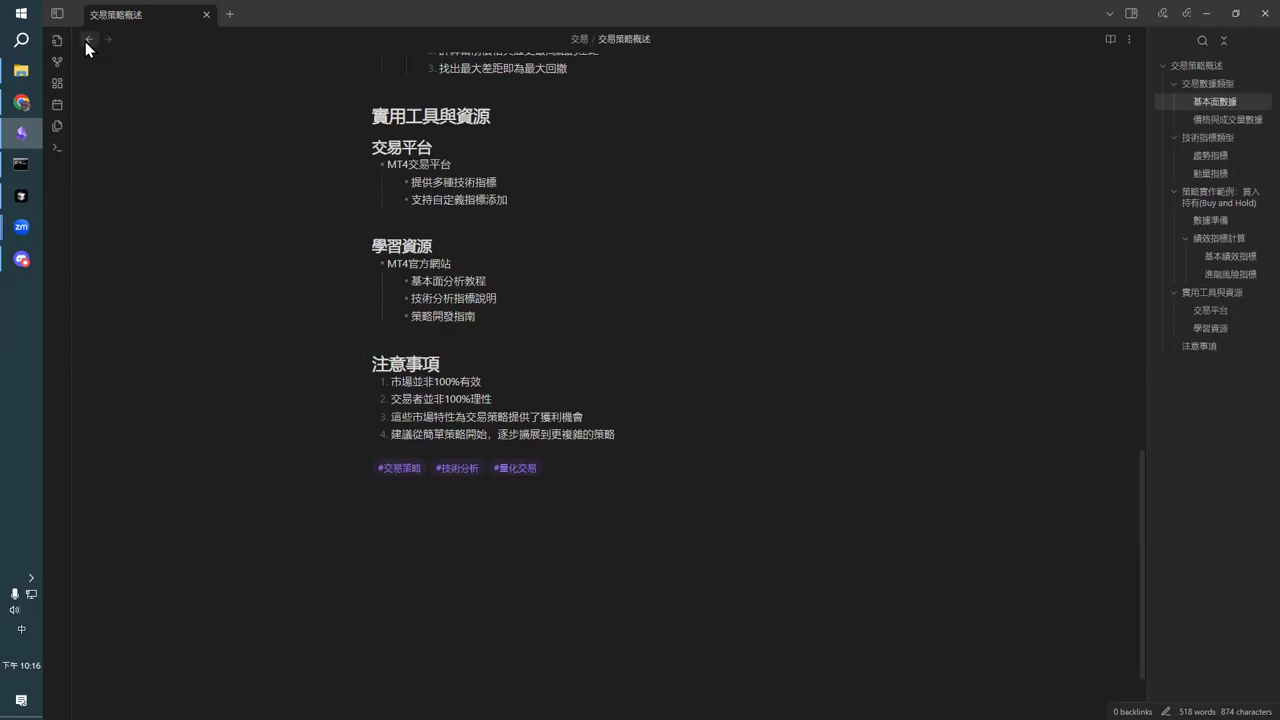 交易策略概述
交易 / 交易策略概述
3. 找出最大差距即為最大回撤
實用工具與資源
交易平台
MT4交易平台
提供多種技術指標
支持自定義指標添加
學習資源
MT4官方網站
基本面分析教程
技術分析指標說明
策略開發指南
注意事項
1. 市場並非100%有效
2. 交易者並非100%理性
3. 這些市場特性為交易策略提供了獲利機會
4. 建議從簡單策略開始，逐步擴展到更複雜的策略
#交易策略 #技術分析 #量化交易
交易策略概述
交易數據類型
基本面數據
價格與成交量數據
技術指標類型
趨勢指標
動量指標
策略實作範例：買入
持有(Buy and Hold)
數據準備
績效指標計算
基本績效指標
進階風險指標
實用工具與資源
交易平台
學習資源
注意事項
中
下午 10:16
0 backlinks 518 words 874 characters